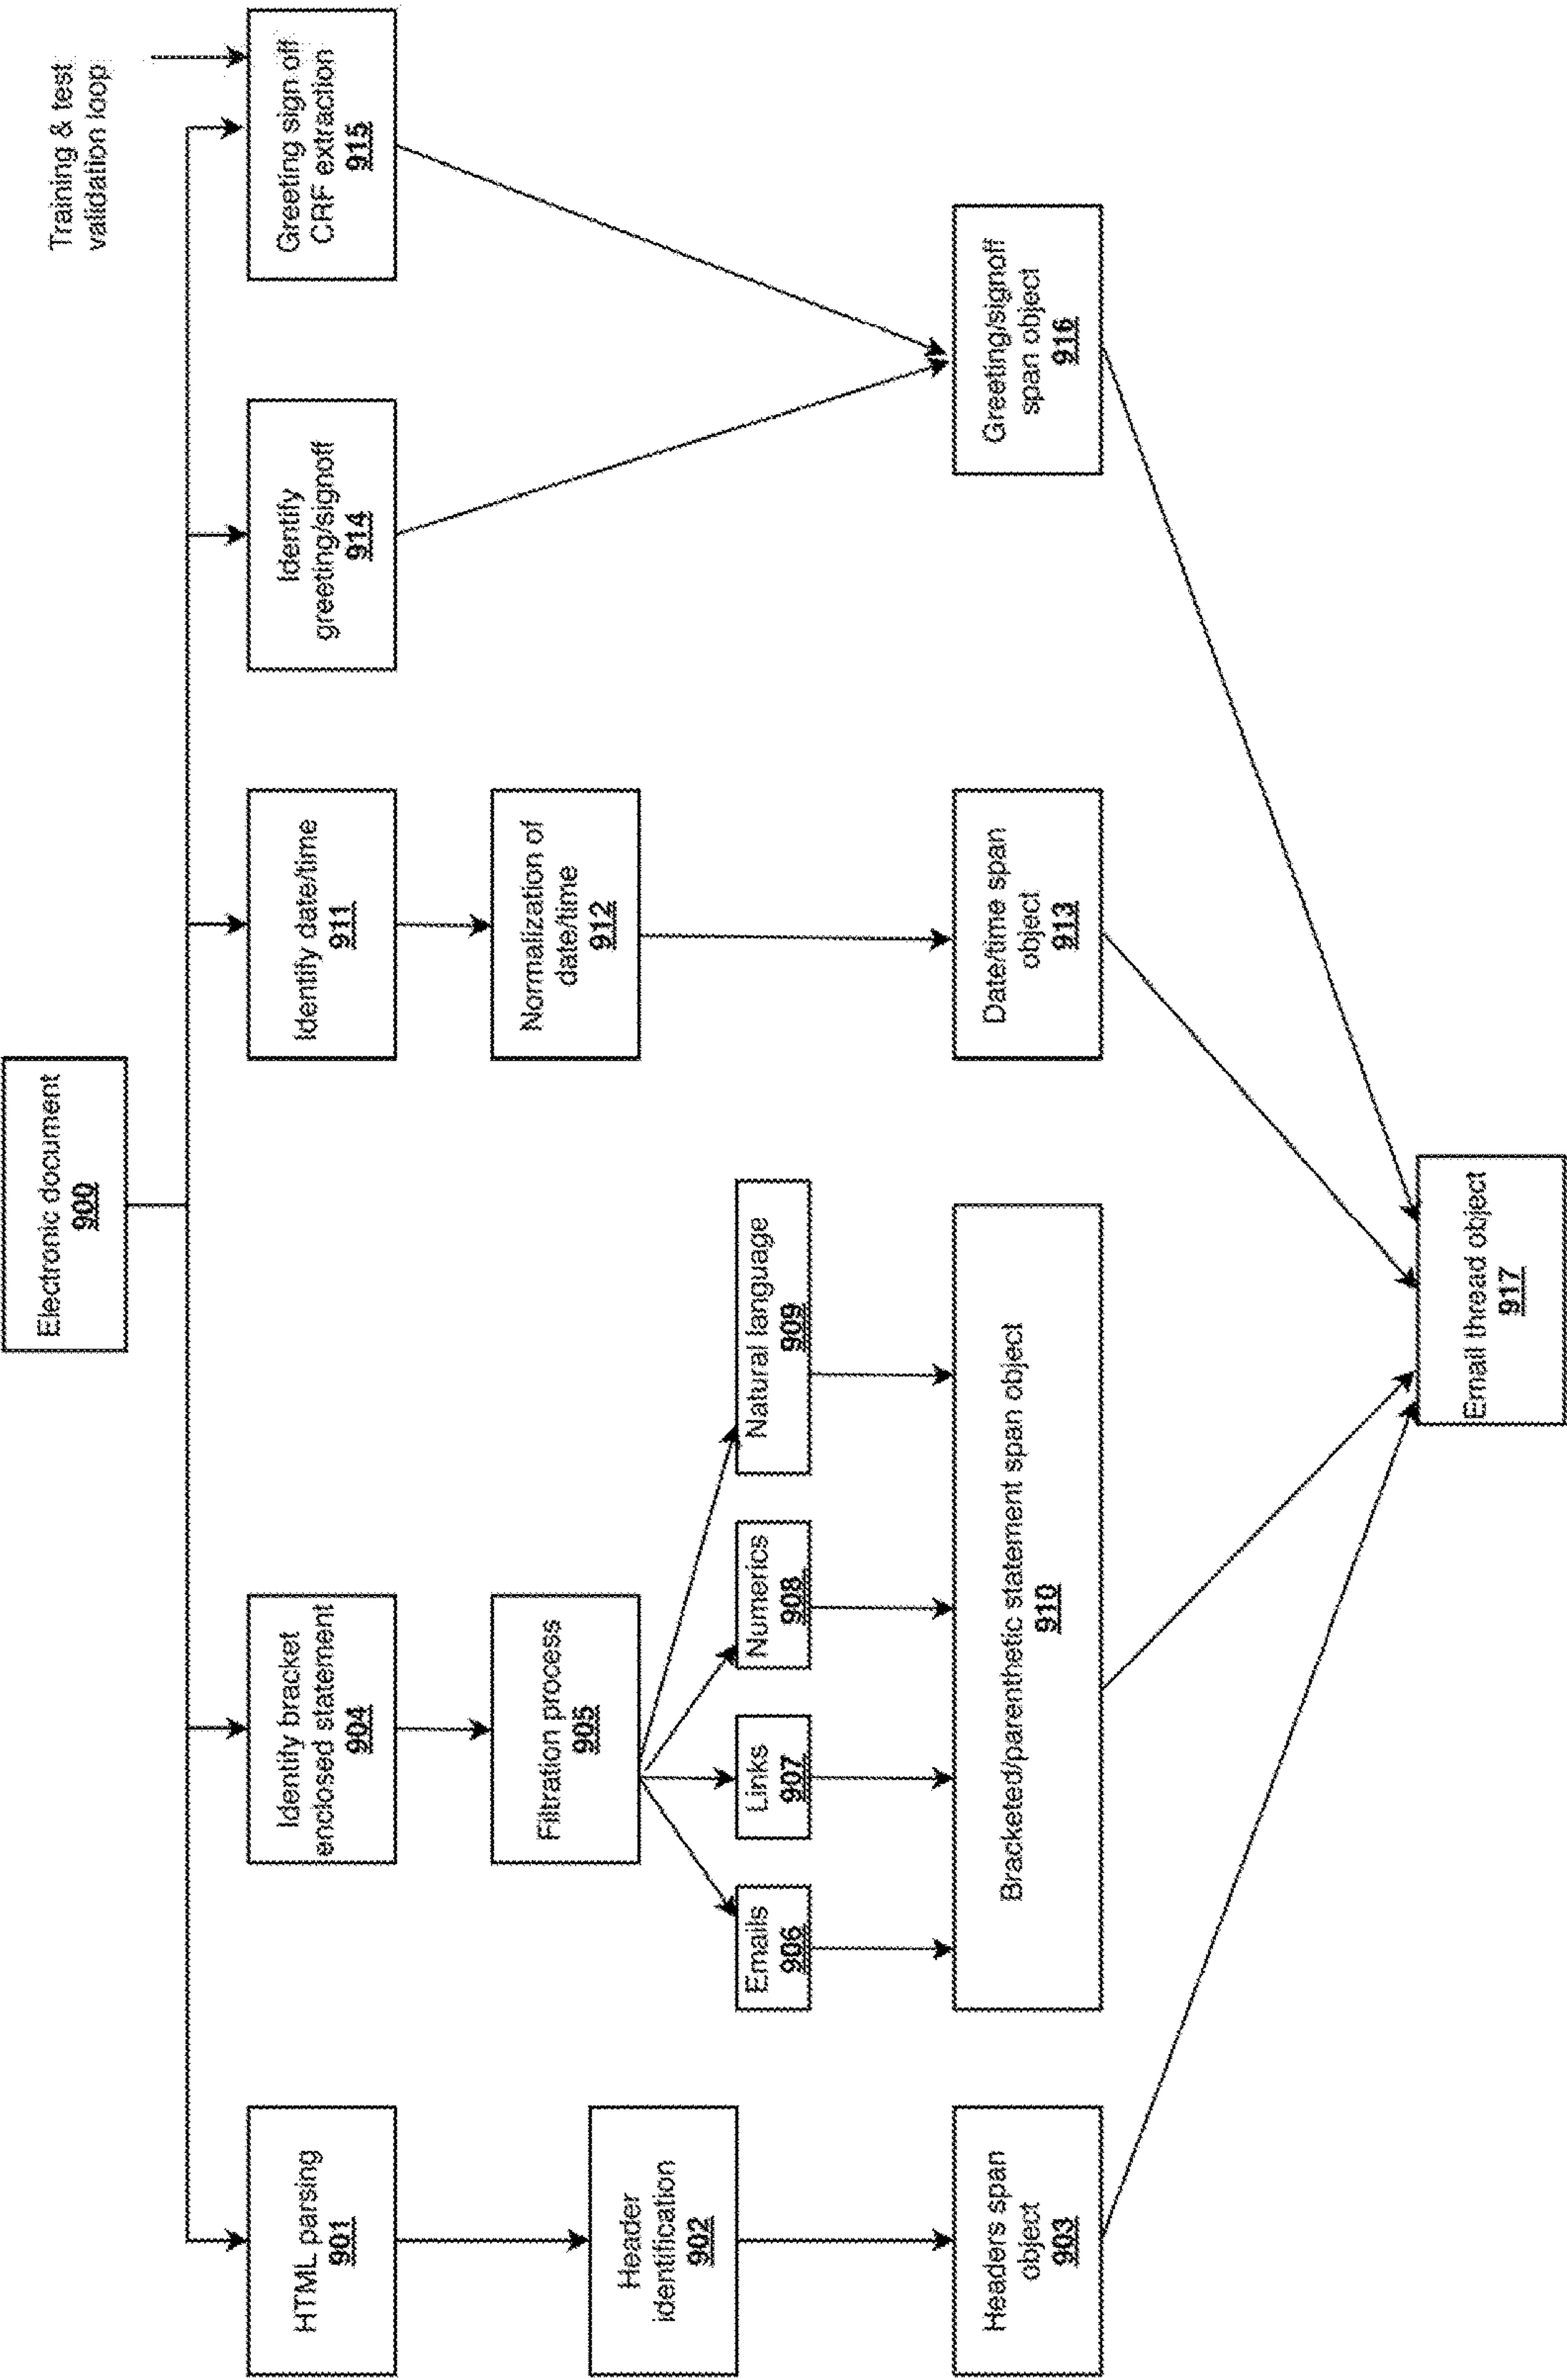 Electronic document
900
Training & test
validation loop
HTML parsing
901
Identify bracket
enclosed statement
904
Identify date/time
911
Identify
greeting/signoff
914
Greeting sign off
CRF extraction
915
Header
identification
902
Filtration process
905
Normalization of
date/time
912
Emails
906
Links
907
Numerics
908
Natural language
909
Headers span
object
903
Bracketed/parenthetic statement span object
910
Date/time span
object
913
Greeting/signoff
span object
916
Email thread object
917